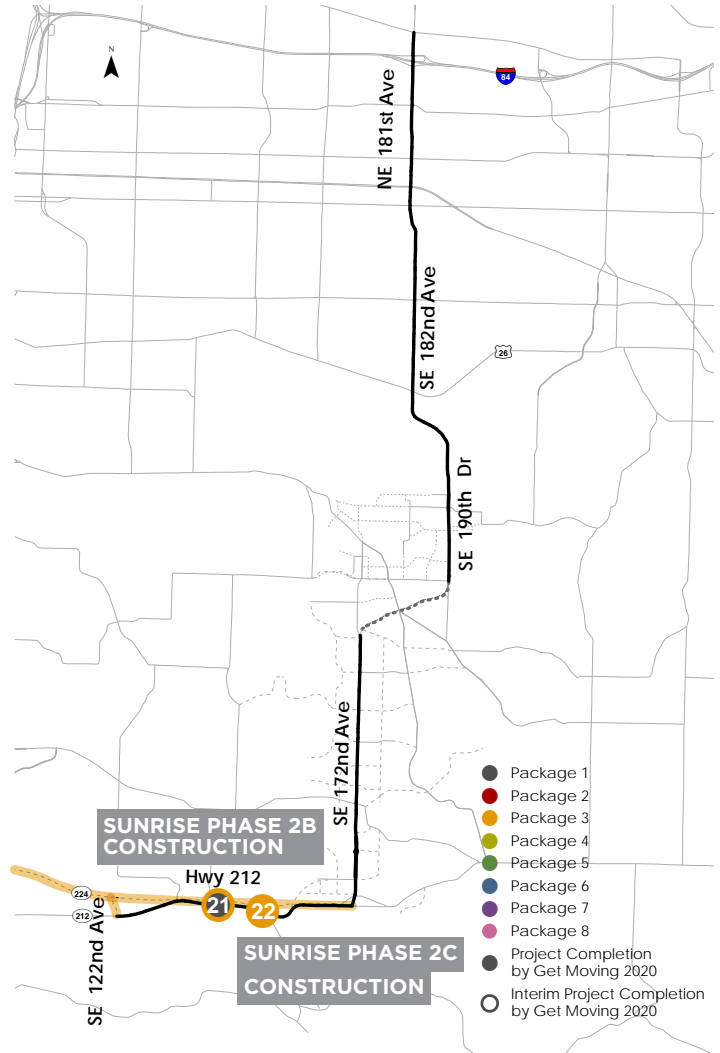 N
84
NE 181st Ave
SE 182nd Ave
26
SE 190th Dr
SE 172nd Ave
SUNRISE PHASE 2B
CONSTRUCTION
Hwy 212
224
212
21
22
SE 122nd Ave
SUNRISE PHASE 2C
CONSTRUCTION
Package 1
Package 2
Package 3
Package 4
Package 5
Package 6
Package 7
Package 8
Project Completion
by Get Moving 2020
Interim Project Completion
by Get Moving 2020